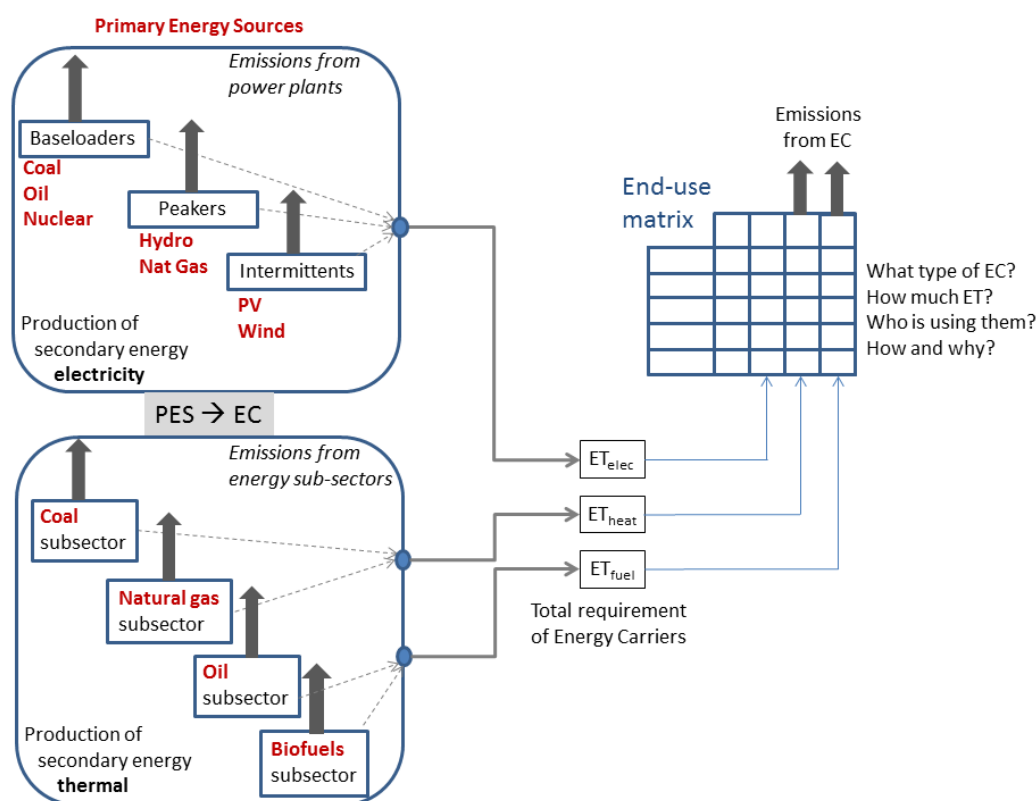 Primary Energy Sources
Emissions from
power plants
Baseloaders
Coal
Oil
Nuclear
Peakers
Hydro
Nat Gas
Intermittents
PV
Wind
Production of
secondary energy
electricity
PES → EC
Emissions from
energy sub-sectors
Coal
subsector
Natural gas
subsector
Oil
subsector
Biofuels
subsector
Production of
secondary energy
thermal
ETelec
ETheat
ETfuel
Total requirement
of Energy Carriers
Emissions
from EC
End-use
matrix
What type of EC?
How much ET?
Who is using them?
How and why?